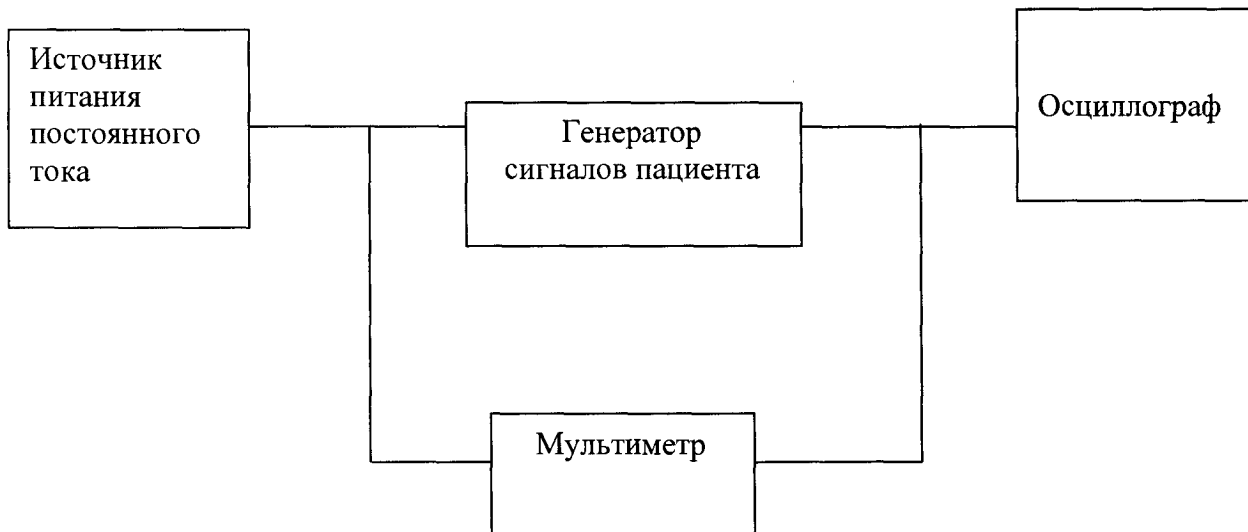 Источник
питания
постоянного
тока
Генератор
сигналов пациента
Осциллограф
Мультиметр